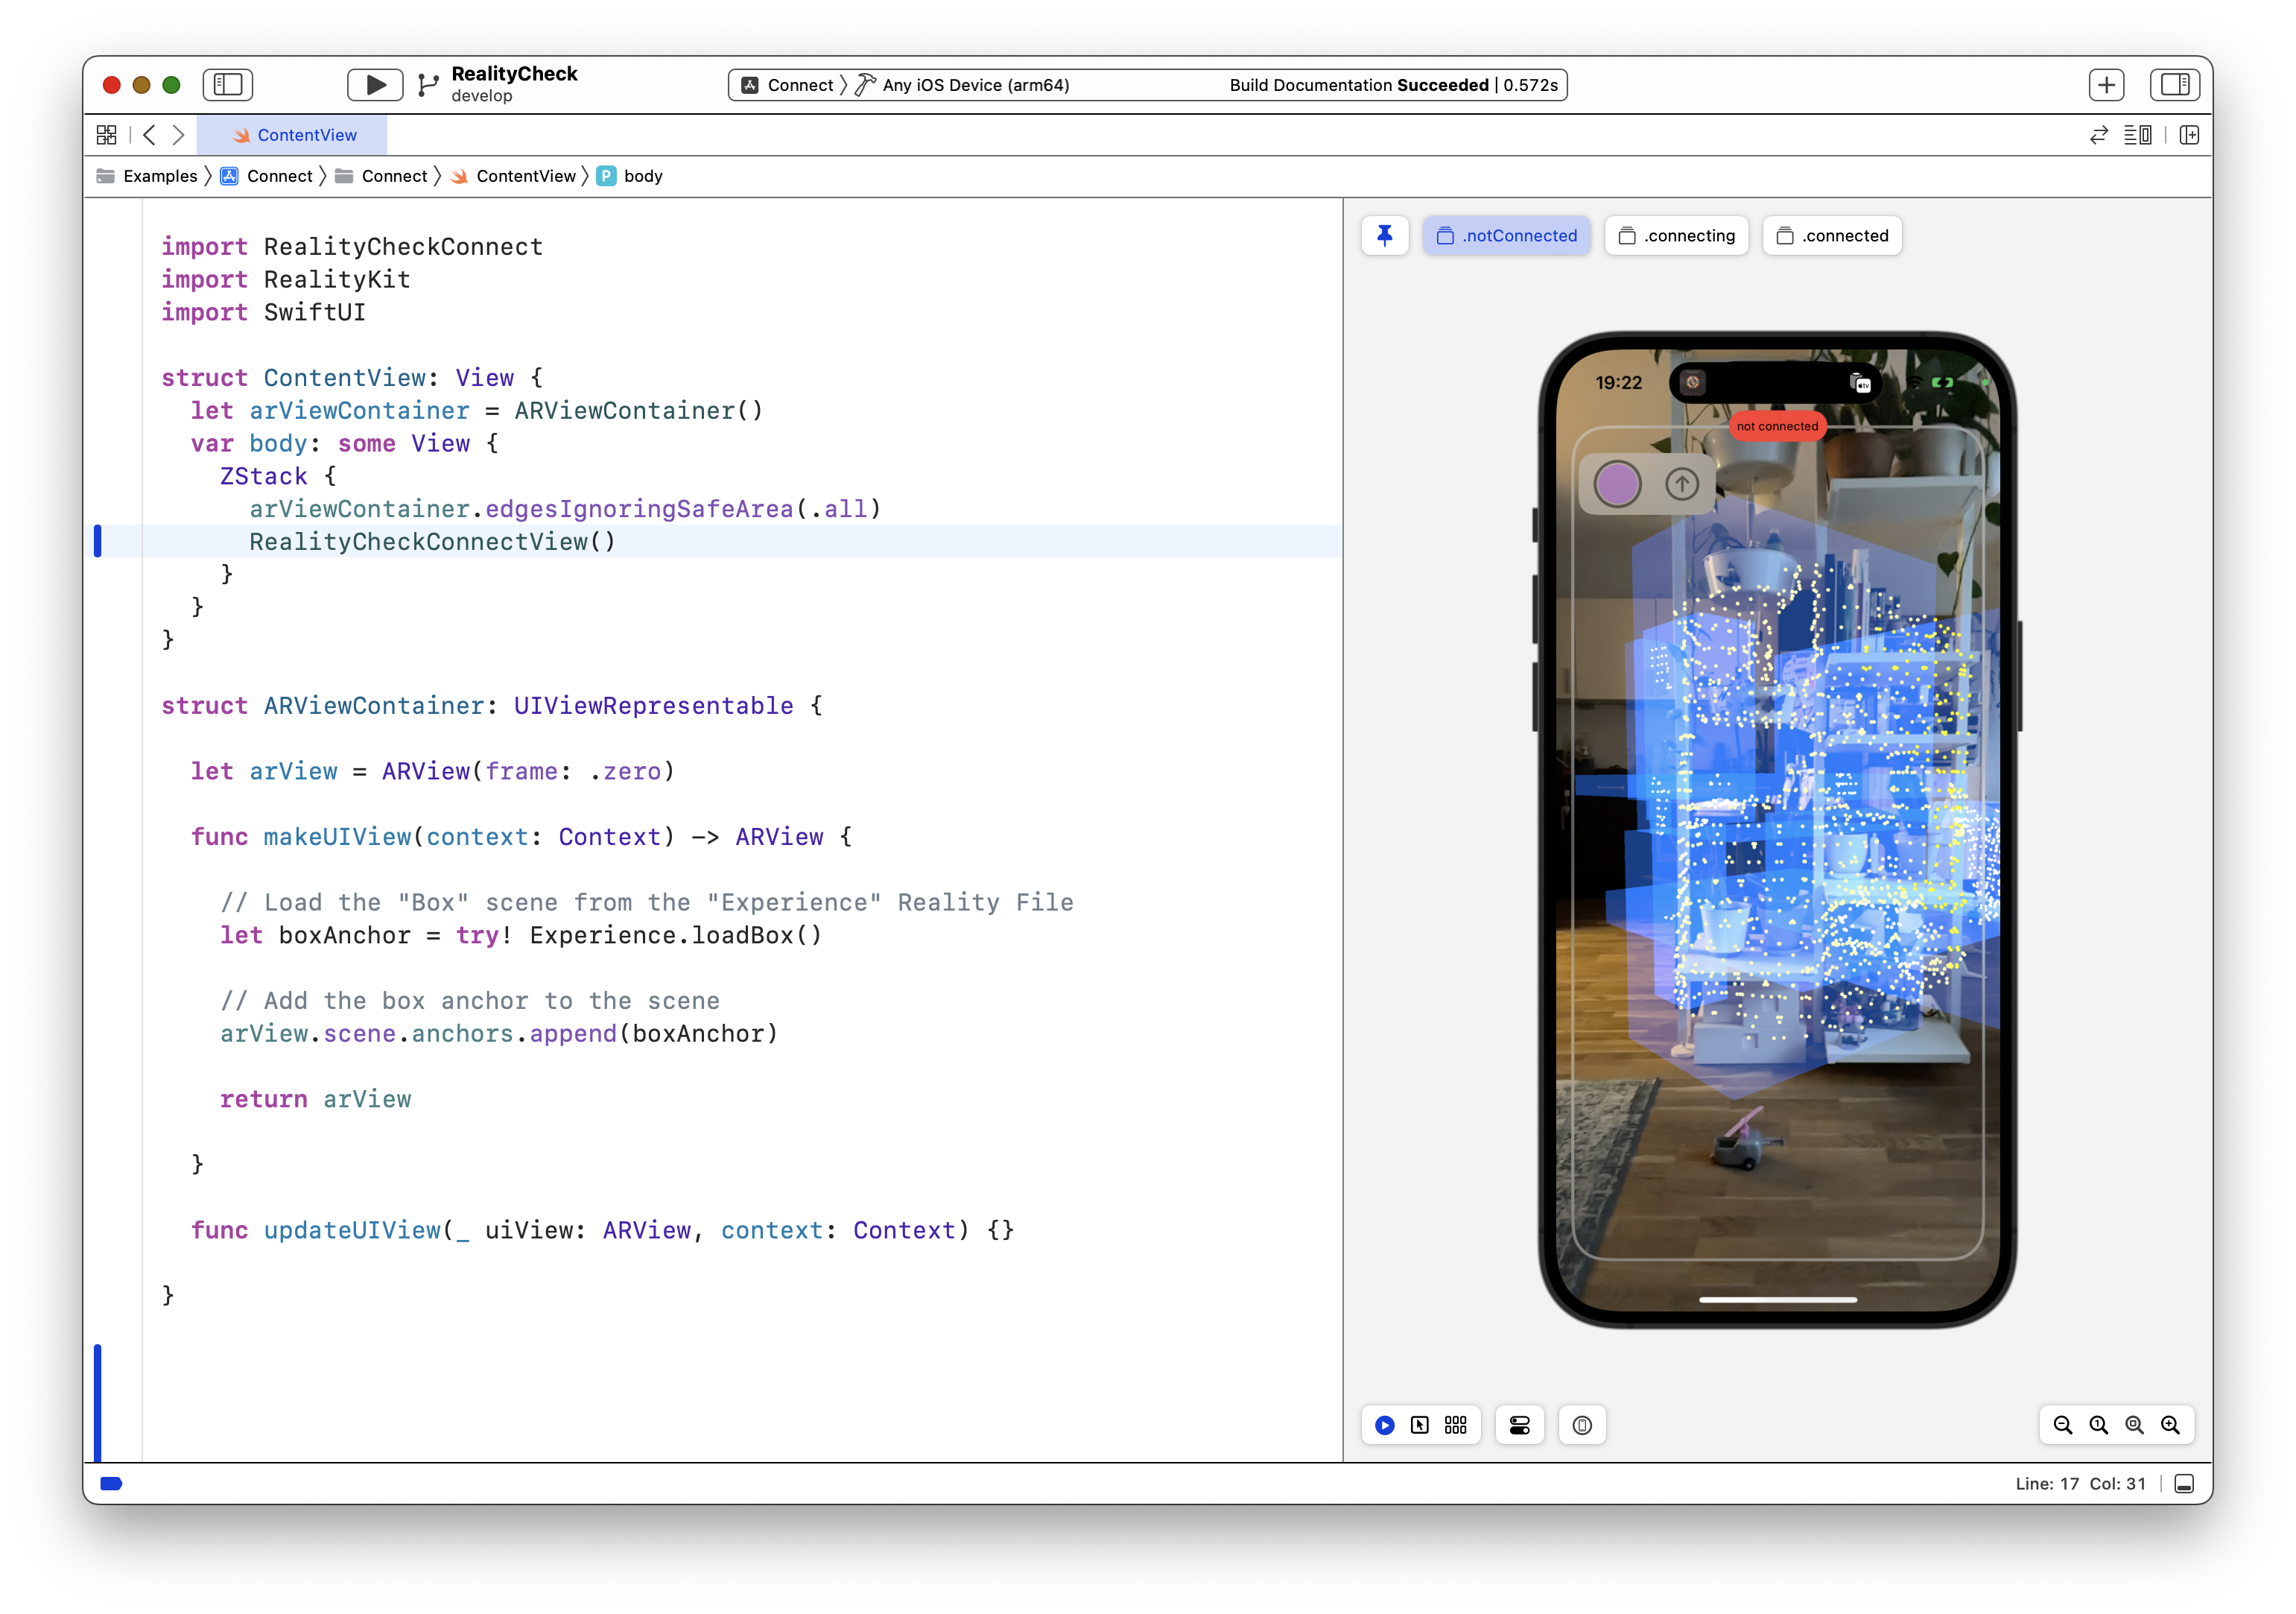 RealityCheck
develop
Connect
Any iOS Device (arm64)
Build Documentation Succeeded | 0.572s
ContentView
Examples
Connect
Connect
ContentView
P
body
import RealityCheckConnect
import RealityKit
import SwiftUI
struct ContentView: View {
let arViewContainer = ARViewContainer()
var body: some View {
ZStack {
arViewContainer.edgesIgnoringSafeArea(.all)
RealityCheckConnectView()
}
}
}
struct ARViewContainer: UIViewRepresentable {
let arView = ARView(frame: .zero)
func makeUIView(context: Context) -> ARView {
// Load the "Box" scene from the "Experience" Reality File
let boxAnchor = try! Experience.loadBox()
// Add the box anchor to the scene
arView.scene.anchors.append(boxAnchor)
return arView
}
func updateUIView(_ uiView: ARView, context: Context) {}
}
.notConnected
.connecting
.connected
19:22
not connected
Line: 17 Col: 31